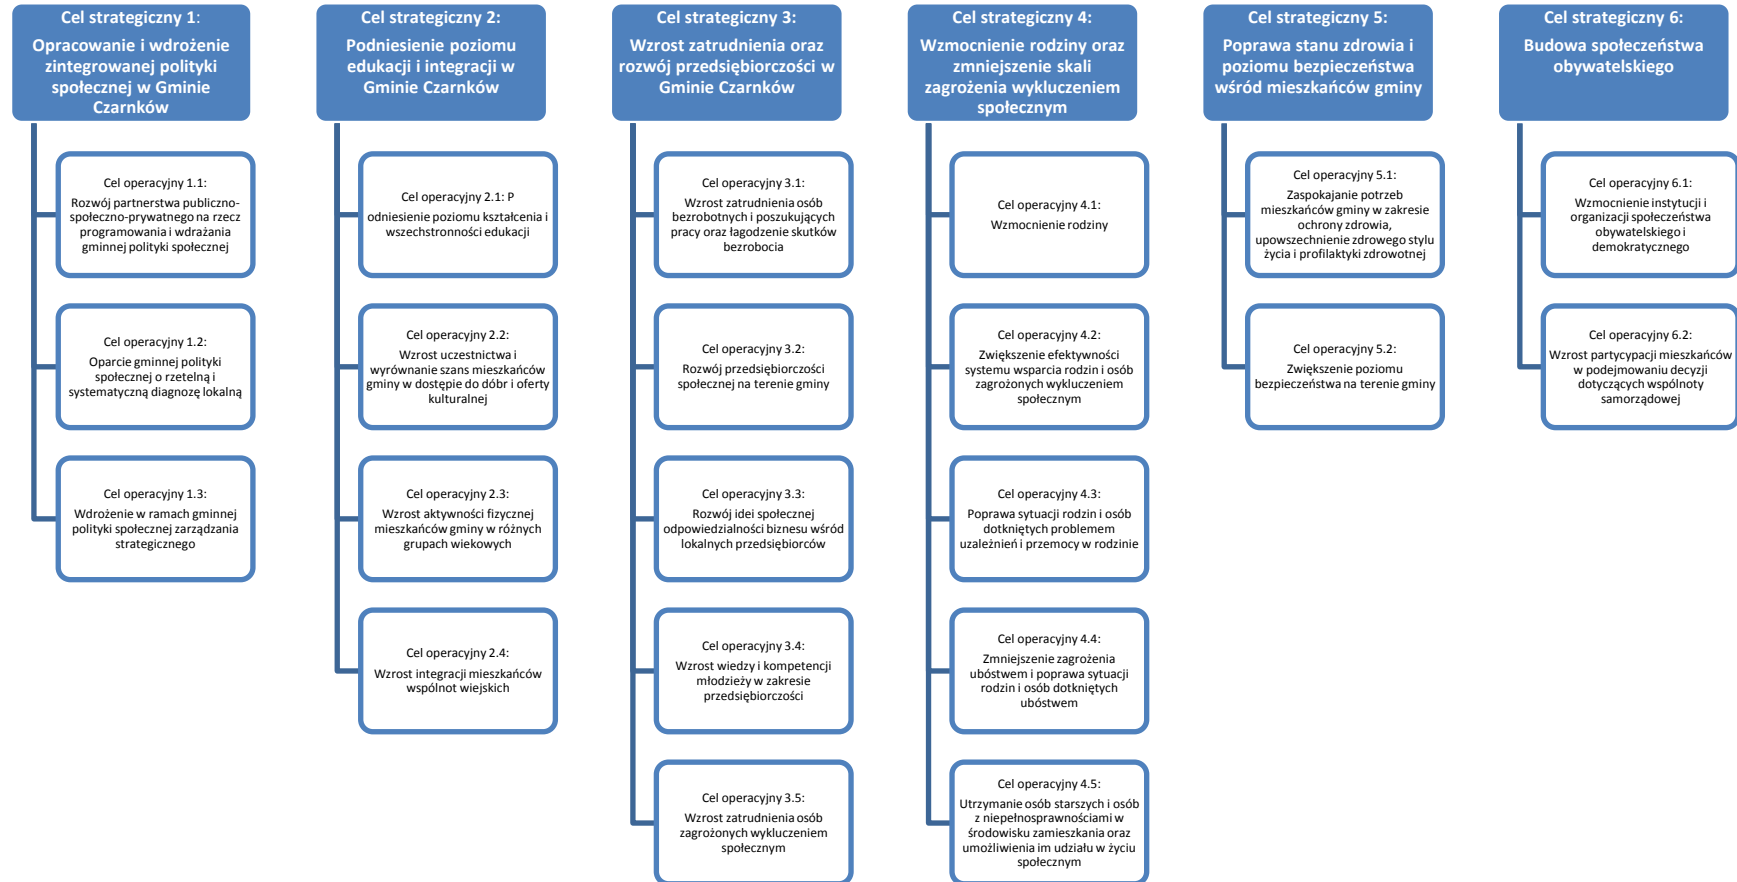 Cel strategiczny 1:
Opracowanie i wdrożenie
zintegrowanej polityki
społecznej w Gminie
Czarnków
Cel operacyjny 1.1:
Rozwój partnerstwa publiczno-
społeczno-prywatnego na rzecz
programowania i wdrażania
gminnej polityki społecznej
Cel operacyjny 1.2:
Oparcie gminnej polityki
społecznej o rzetelną i
systematyczną diagnozę lokalną
Cel operacyjny 1.3:
Wdrożenie w ramach gminnej
polityki społecznej zarządzania
strategicznego
Cel strategiczny 2:
Podniesienie poziomu
edukacji i integracji w
Gminie Czarnków
Cel operacyjny 2.1: P
odniesienie poziomu kształcenia i
wszechstronności edukacji
Cel operacyjny 2.2:
Wzrost uczestnictwa i
wyrównanie szans mieszkańców
gminy w dostępie do dóbr i oferty
kulturalnej
Cel operacyjny 2.3:
Wzrost aktywności fizycznej
mieszkańców gminy w różnych
grupach wiekowych
Cel operacyjny 2.4:
Wzrost integracji mieszkańców
wspólnot wiejskich
Cel strategiczny 3:
Wzrost zatrudnienia oraz
rozwój przedsiębiorczości w
Gminie Czarnków
Cel operacyjny 3.1:
Wzrost zatrudnienia osób
bezrobotnych i poszukujących
pracy oraz łagodzenie skutków
bezrobocia
Cel operacyjny 3.2:
Rozwój przedsiębiorczości
społecznej na terenie gminy
Cel operacyjny 3.3:
Rozwój idei społecznej
odpowiedzialności biznesu wśród
lokalnych przedsiębiorców
Cel operacyjny 3.4:
Wzrost wiedzy i kompetencji
młodzieży w zakresie
przedsiębiorczości
Cel operacyjny 3.5:
Wzrost zatrudnienia osób
zagrożonych wykluczeniem
społecznym
Cel strategiczny 4:
Wzmocnienie rodziny oraz
zmniejszenie skali
zagrożenia wykluczeniem
społecznym
Cel operacyjny 4.1:
Wzmocnienie rodziny
Cel operacyjny 4.2:
Zwiększenie efektywności
systemu wsparcia rodzin i osób
zagrożonych wykluczeniem
społecznym
Cel operacyjny 4.3:
Poprawa sytuacji rodzin i osób
dotkniętych problemem
uzależnień i przemocy w rodzinie
Cel operacyjny 4.4:
Zmniejszenie zagrożenia
ubóstwem i poprawa sytuacji
rodzin i osób dotkniętych
ubóstwem
Cel operacyjny 4.5:
Utrzymanie osób starszych i osób
z niepełnosprawnościami w
środowisku zamieszkania oraz
umożliwienia im udziału w życiu
społecznym
Cel strategiczny 5:
Poprawa stanu zdrowia i
poziomu bezpieczeństwa
wśród mieszkańców gminy
Cel operacyjny 5.1:
Zaspokajanie potrzeb
mieszkańców gminy w zakresie
ochrony zdrowia,
upowszechnienie zdrowego stylu
życia i profilaktyki zdrowotnej
Cel operacyjny 5.2:
Zwiększenie poziomu
bezpieczeństwa na terenie gminy
Cel strategiczny 6:
Budowa społeczeństwa
obywatelskiego
Cel operacyjny 6.1:
Wzmocnienie instytucji i
organizacji społeczeństwa
obywatelskiego i
demokratycznego
Cel operacyjny 6.2:
Wzrost partycypacji mieszkańców
w podejmowaniu decyzji
dotyczących wspólnoty
samorządowej